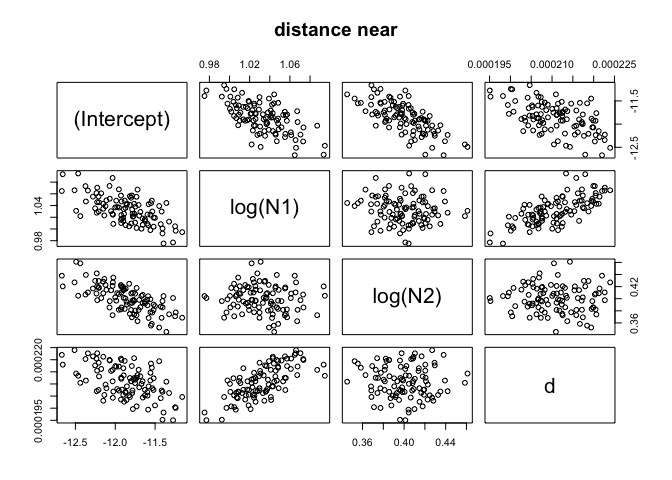 distance near
0.98 1.02 1.06
0.000195 0.000210 0.000225
(Intercept)
-12.5 -11.5
0.98 1.04
log(N1)
log(N2)
0.36 0.42
0.000195 0.000220
d
-12.5 -12.0 -11.5
0.36 0.40 0.44